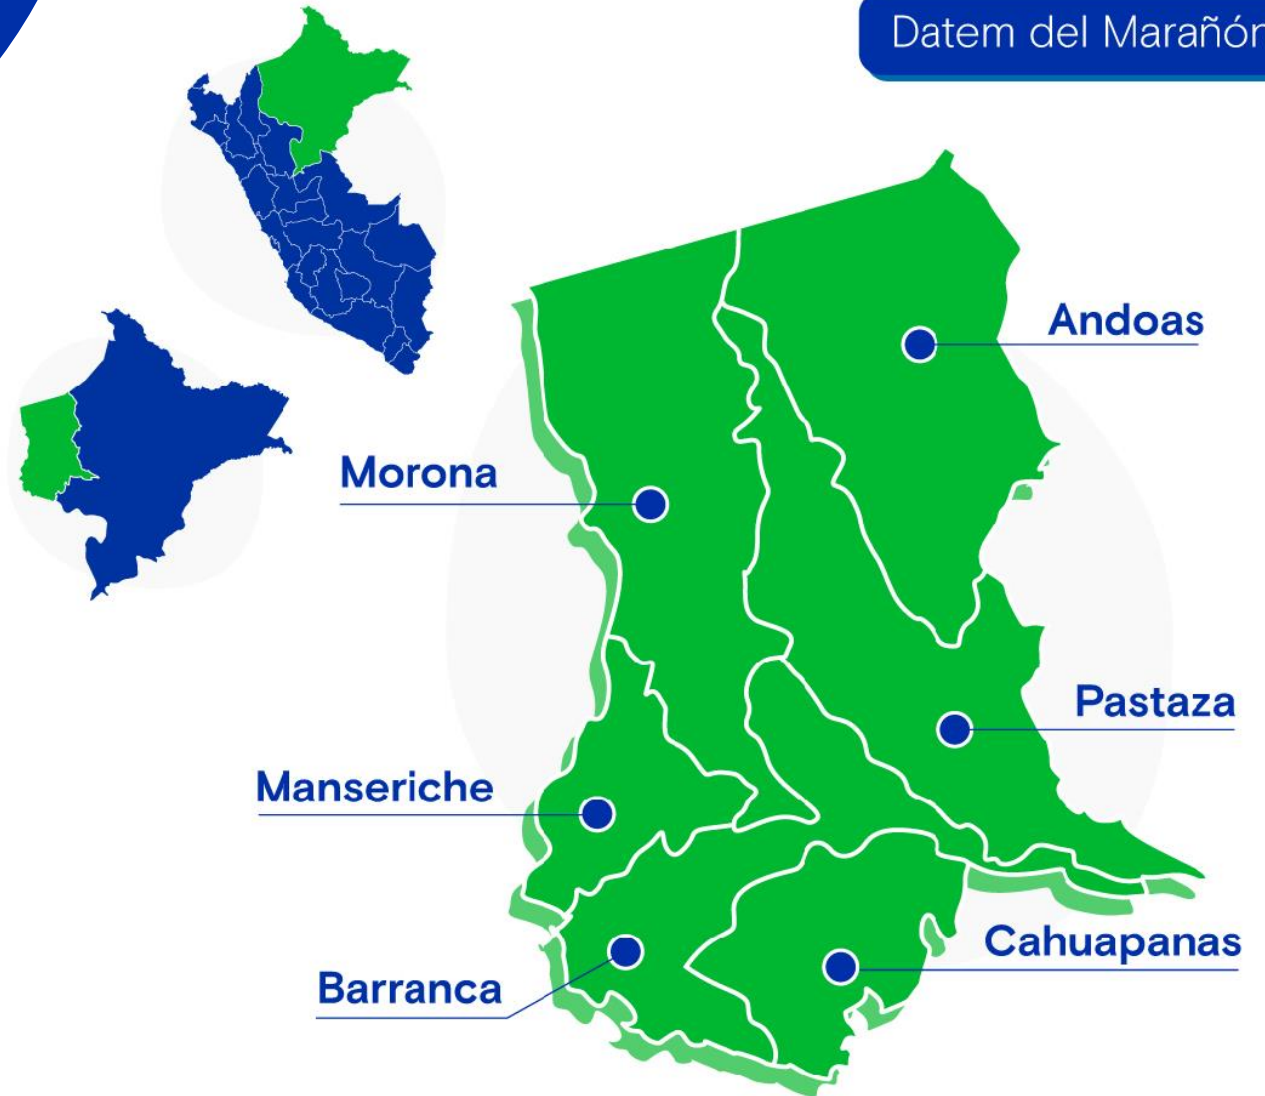 Datem del Marañón
Andoas
Morona
Pastaza
Manseriche
Cahuapanas
Barranca